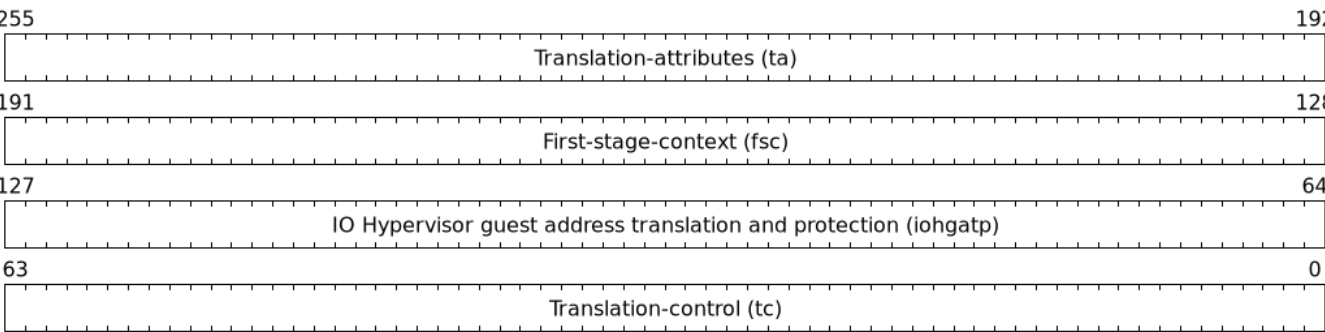 255 192
Translation-attributes (ta)
191 128
First-stage-context (fsc)
127 64
IO Hypervisor guest address translation and protection (iohgatp)
63 0
Translation-control (tc)